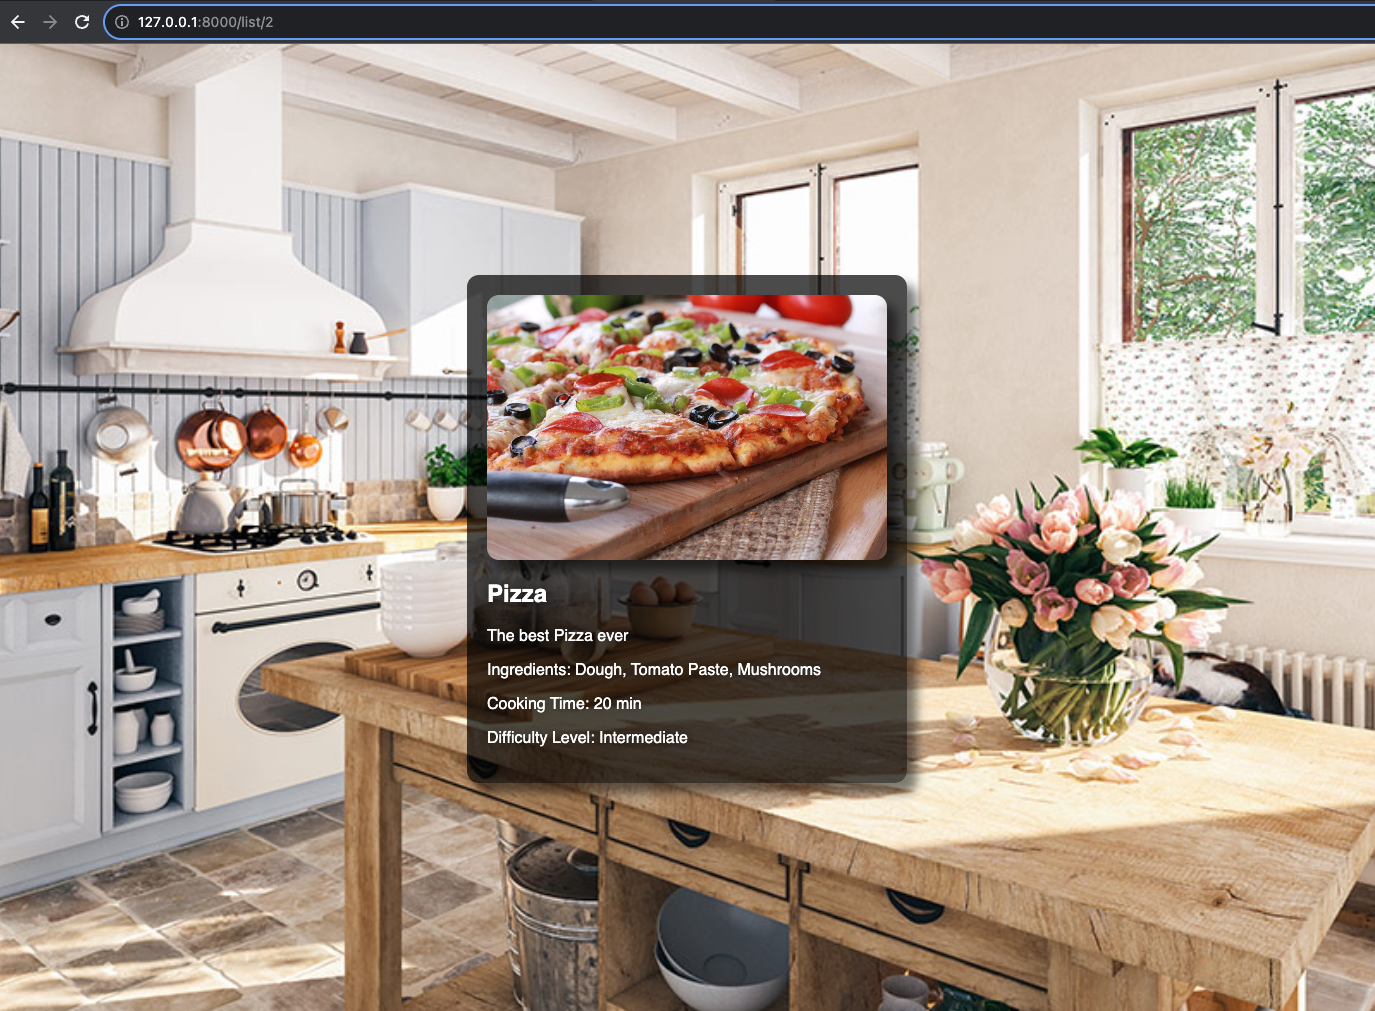 127.0.0.1:8000/list/2
Pizza
The best Pizza ever
Ingredients: Dough, Tomato Paste, Mushrooms
Cooking Time: 20 min
Difficulty Level: Intermediate